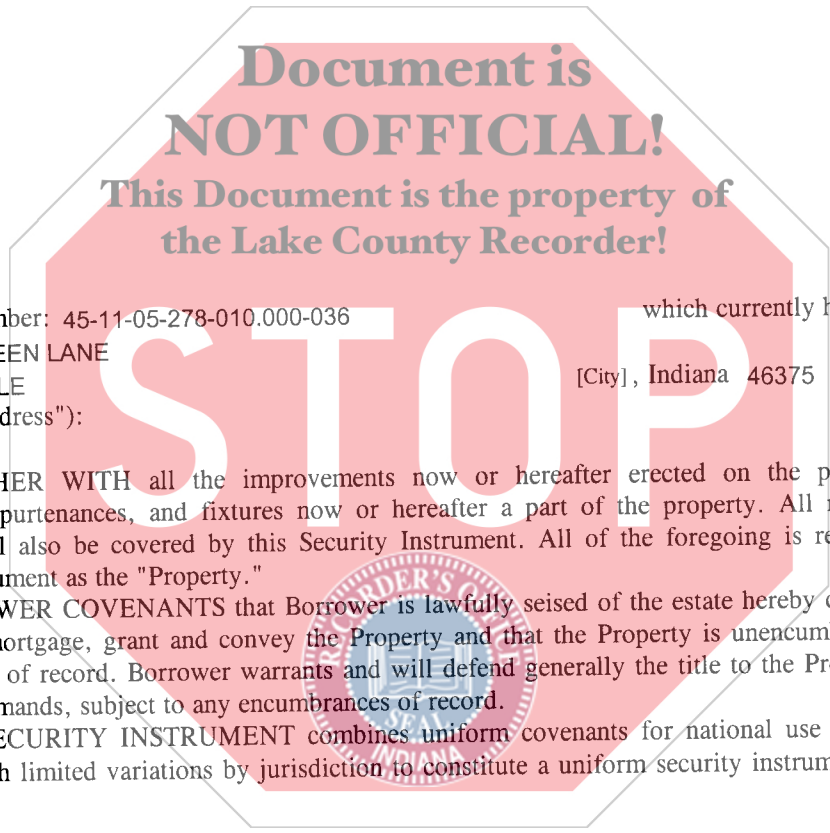 Document is
NOT OFFICIAL!
This Document is the property of
the Lake County Recorder!
STOP
nber: 45-11-05-278-010.000-036 which currently h
EEN LANE
LE [City] , Indiana 46375
dress"):
HER WITH all the improvements now or hereafter erected on the p
purtenances, and fixtures now or hereafter a part of the property. All r
l also be covered by this Security Instrument. All of the foregoing is re
ument as the "Property."
WER COVENANTS that Borrower is lawfully seised of the estate hereby c
nortgage, grant and convey the Property and that the Property is unencuml
of record. Borrower warrants and will defend generally the title to the Pr
mands, subject to any encumbrances of record.
ECURITY INSTRUMENT combines uniform covenants for national use
h limited variations by jurisdiction to constitute a uniform security instrum
RECORDER'S OFFICE
SEAL
INDIANA